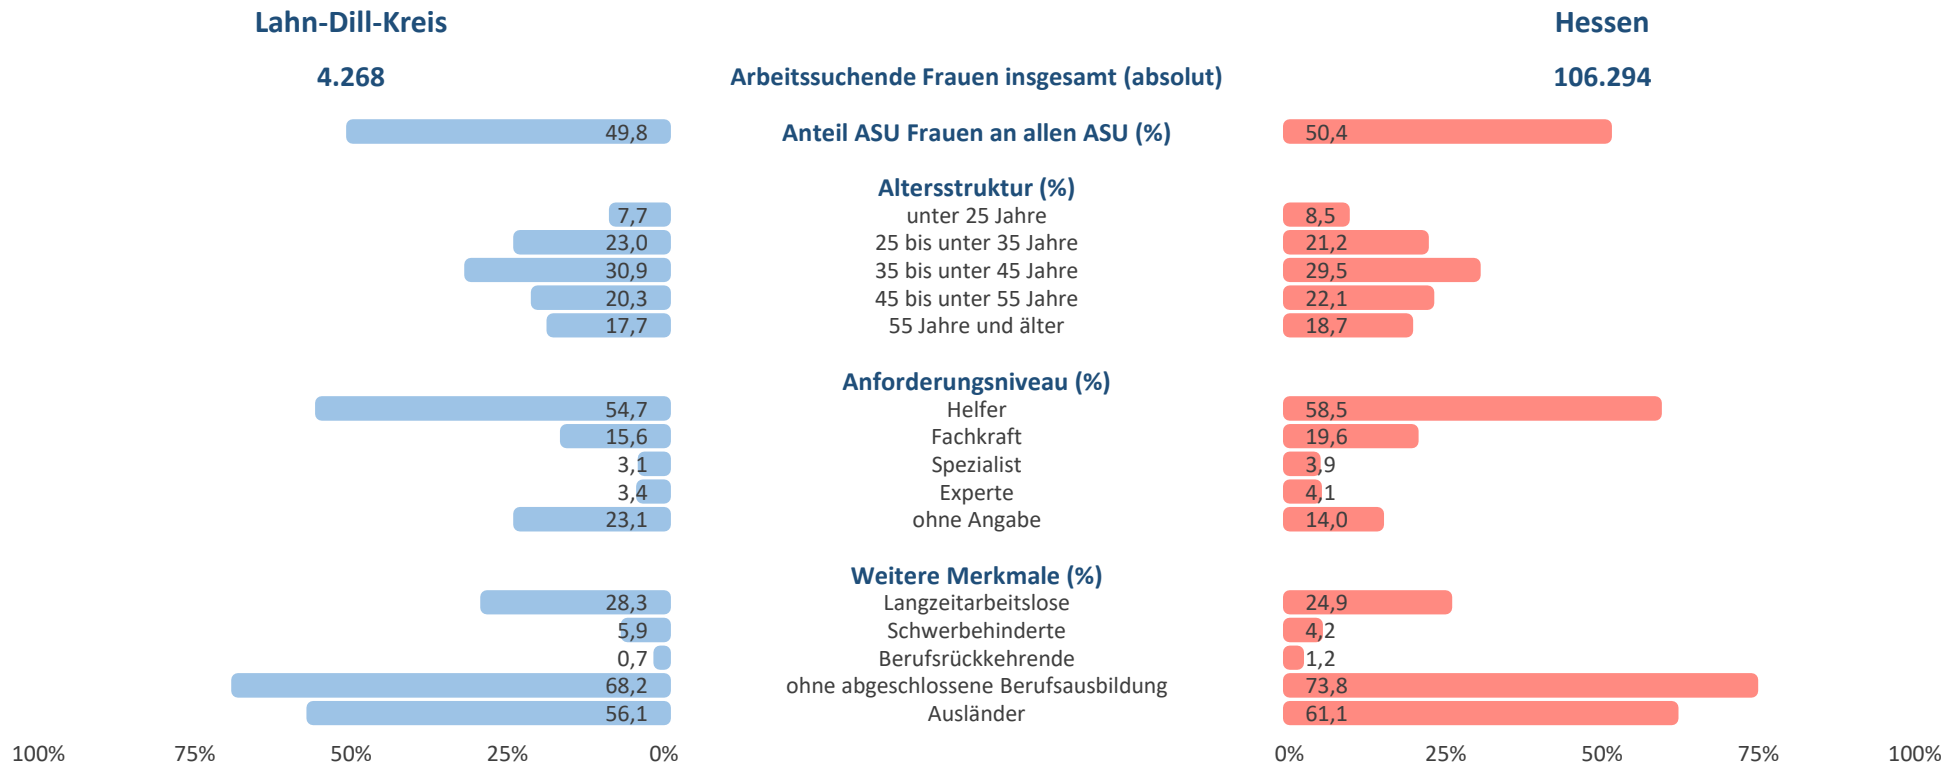 Lahn-Dill-Kreis Hessen
4.268 Arbeitssuchende Frauen insgesamt (absolut) 106.294
49,8 Anteil ASU Frauen an allen ASU (%) 50,4
Altersstruktur (%)
7,7 unter 25 Jahre 8,5
23,0 25 bis unter 35 Jahre 21,2
30,9 35 bis unter 45 Jahre 29,5
20,3 45 bis unter 55 Jahre 22,1
17,7 55 Jahre und älter 18,7
Anforderungsniveau (%)
54,7 Helfer 58,5
15,6 Fachkraft 19,6
3,1 Spezialist 3,9
3,4 Experte 4,1
23,1 ohne Angabe 14,0
Weitere Merkmale (%)
28,3 Langzeitarbeitslose 24,9
5,9 Schwerbehinderte 4,2
0,7 Berufsrückkehrende 1,2
68,2 ohne abgeschlossene Berufsausbildung 73,8
56,1 Ausländer 61,1
100% 75% 50% 25% 0% 0% 25% 50% 75% 100%